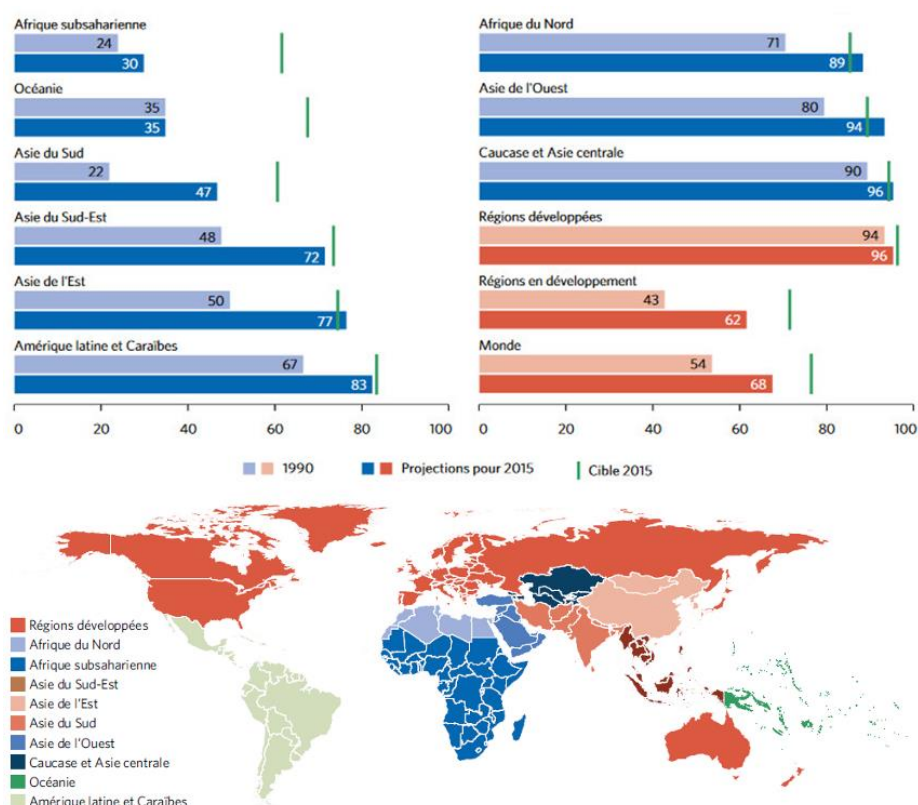 Afrique subsaharienne
24
30
Océanie
35
35
Asie du Sud
22
47
Asie du Sud-Est
48
72
Asie de l'Est
50
77
Amérique latine et Caraïbes
67
83
0 20 40 60 80 100
Afrique du Nord
71
89
Asie de l'Ouest
80
94
Caucase et Asie centrale
90
96
Régions développées
94
96
Régions en développement
43
62
Monde
54
68
0 20 40 60 80 100
1990 Projections pour 2015 Cible 2015
Régions développées
Afrique du Nord
Afrique subsaharienne
Asie du Sud-Est
Asie de l'Est
Asie du Sud
Asie de l'Ouest
Caucase et Asie centrale
Océanie
Amérique latine et Caraïbes